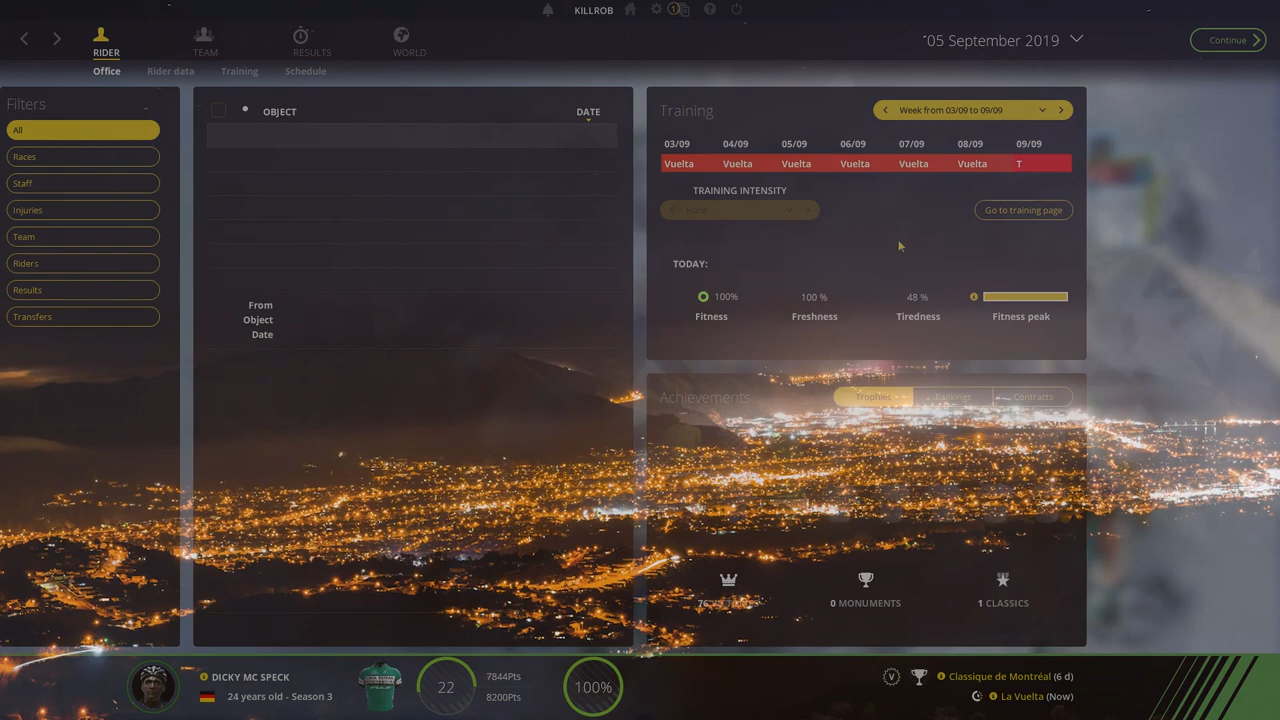 KILLROB
1
RIDER TEAM RESULTS WORLD
05 September 2019
Continue
Office Rider data Training Schedule
Filters
All
Races
Staff
Injuries
Team
Riders
Results
Transfers
OBJECT DATE
From
Object
Date
Training
Week from 03/09 to 09/09
03/09 04/09 05/09 06/09 07/09 08/09 09/09
Vuelta Vuelta Vuelta Vuelta Vuelta Vuelta T
TRAINING INTENSITY
Hard
Go to training page
TODAY:
100% 100 % 48 %
Fitness Freshness Tiredness Fitness peak
Achievements
Trophies Rankings Contracts
0 MONUMENTS 1 CLASSICS
DICKY MC SPECK
24 years old - Season 3
22
7844Pts
8200Pts
100%
V
Classique de Montréal (6 d)
La Vuelta (Now)